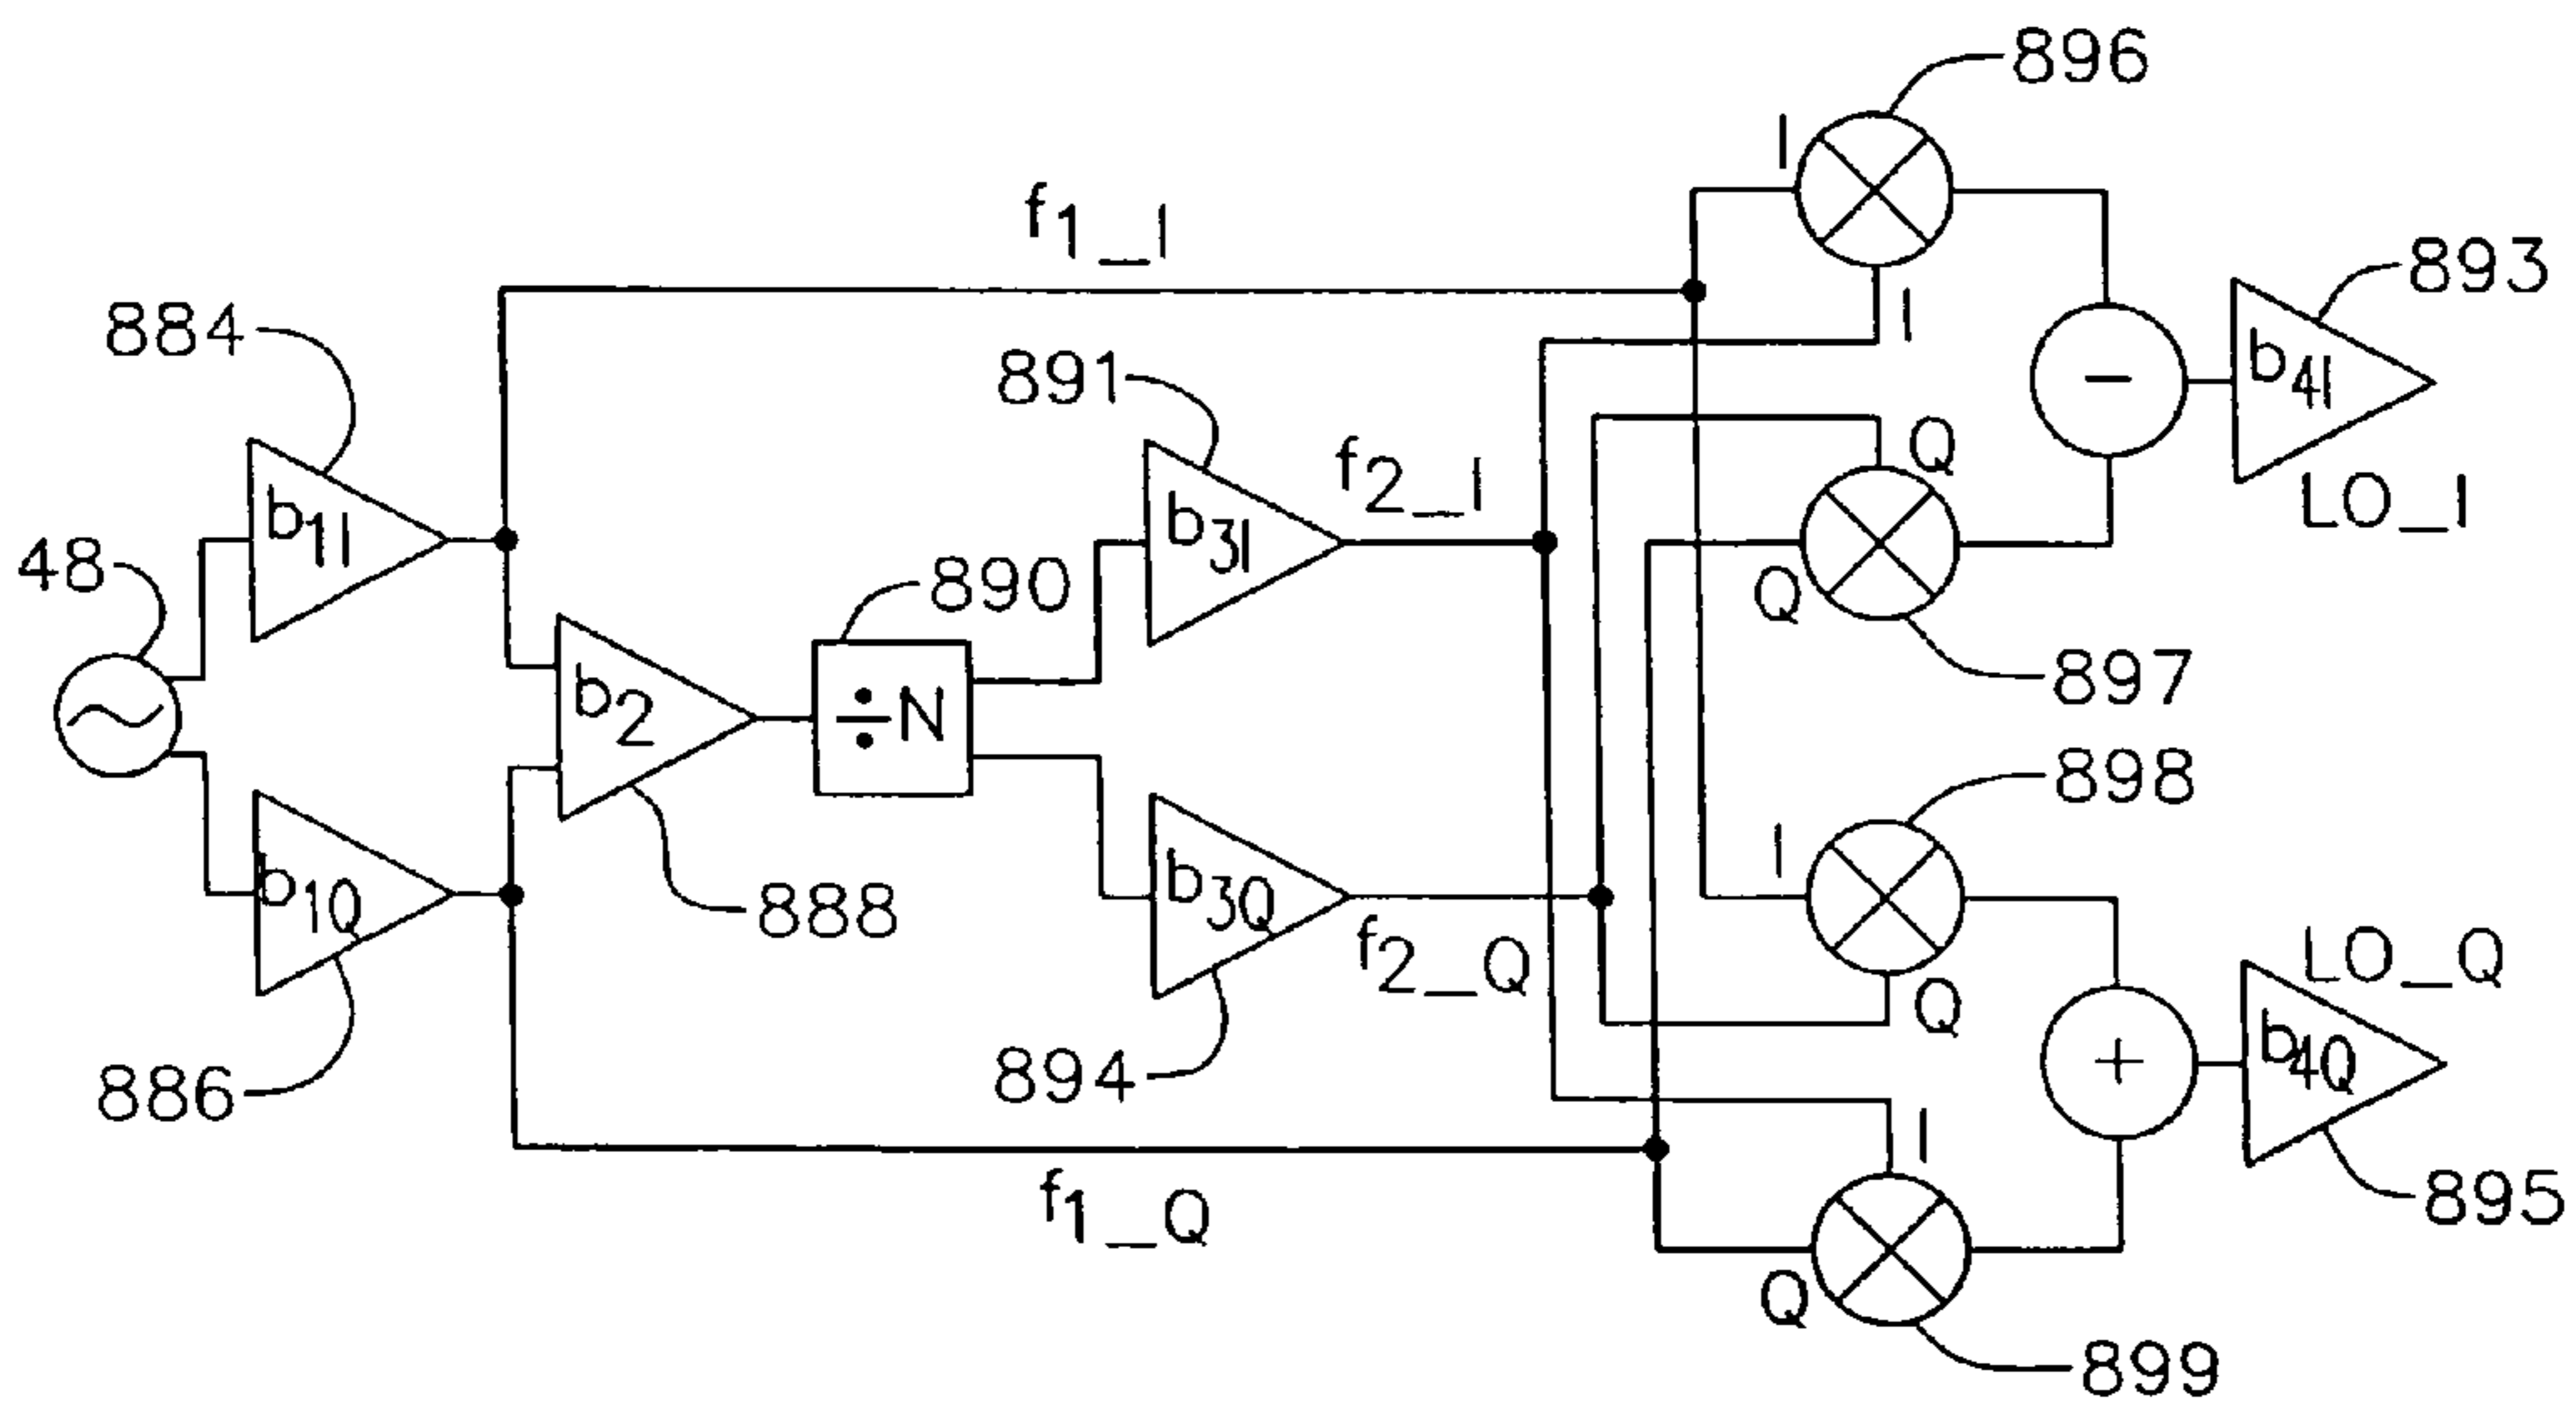 896
I
f1_I
893
884
I
b4I
891
Q
f2_I
LO_I
b1I
b3I
48
890
Q
897
b2
÷N
898
I
b3Q
b1Q
888
LO_Q
f2_Q
Q
+
b4Q
894
886
I
f1_Q
895
Q
899